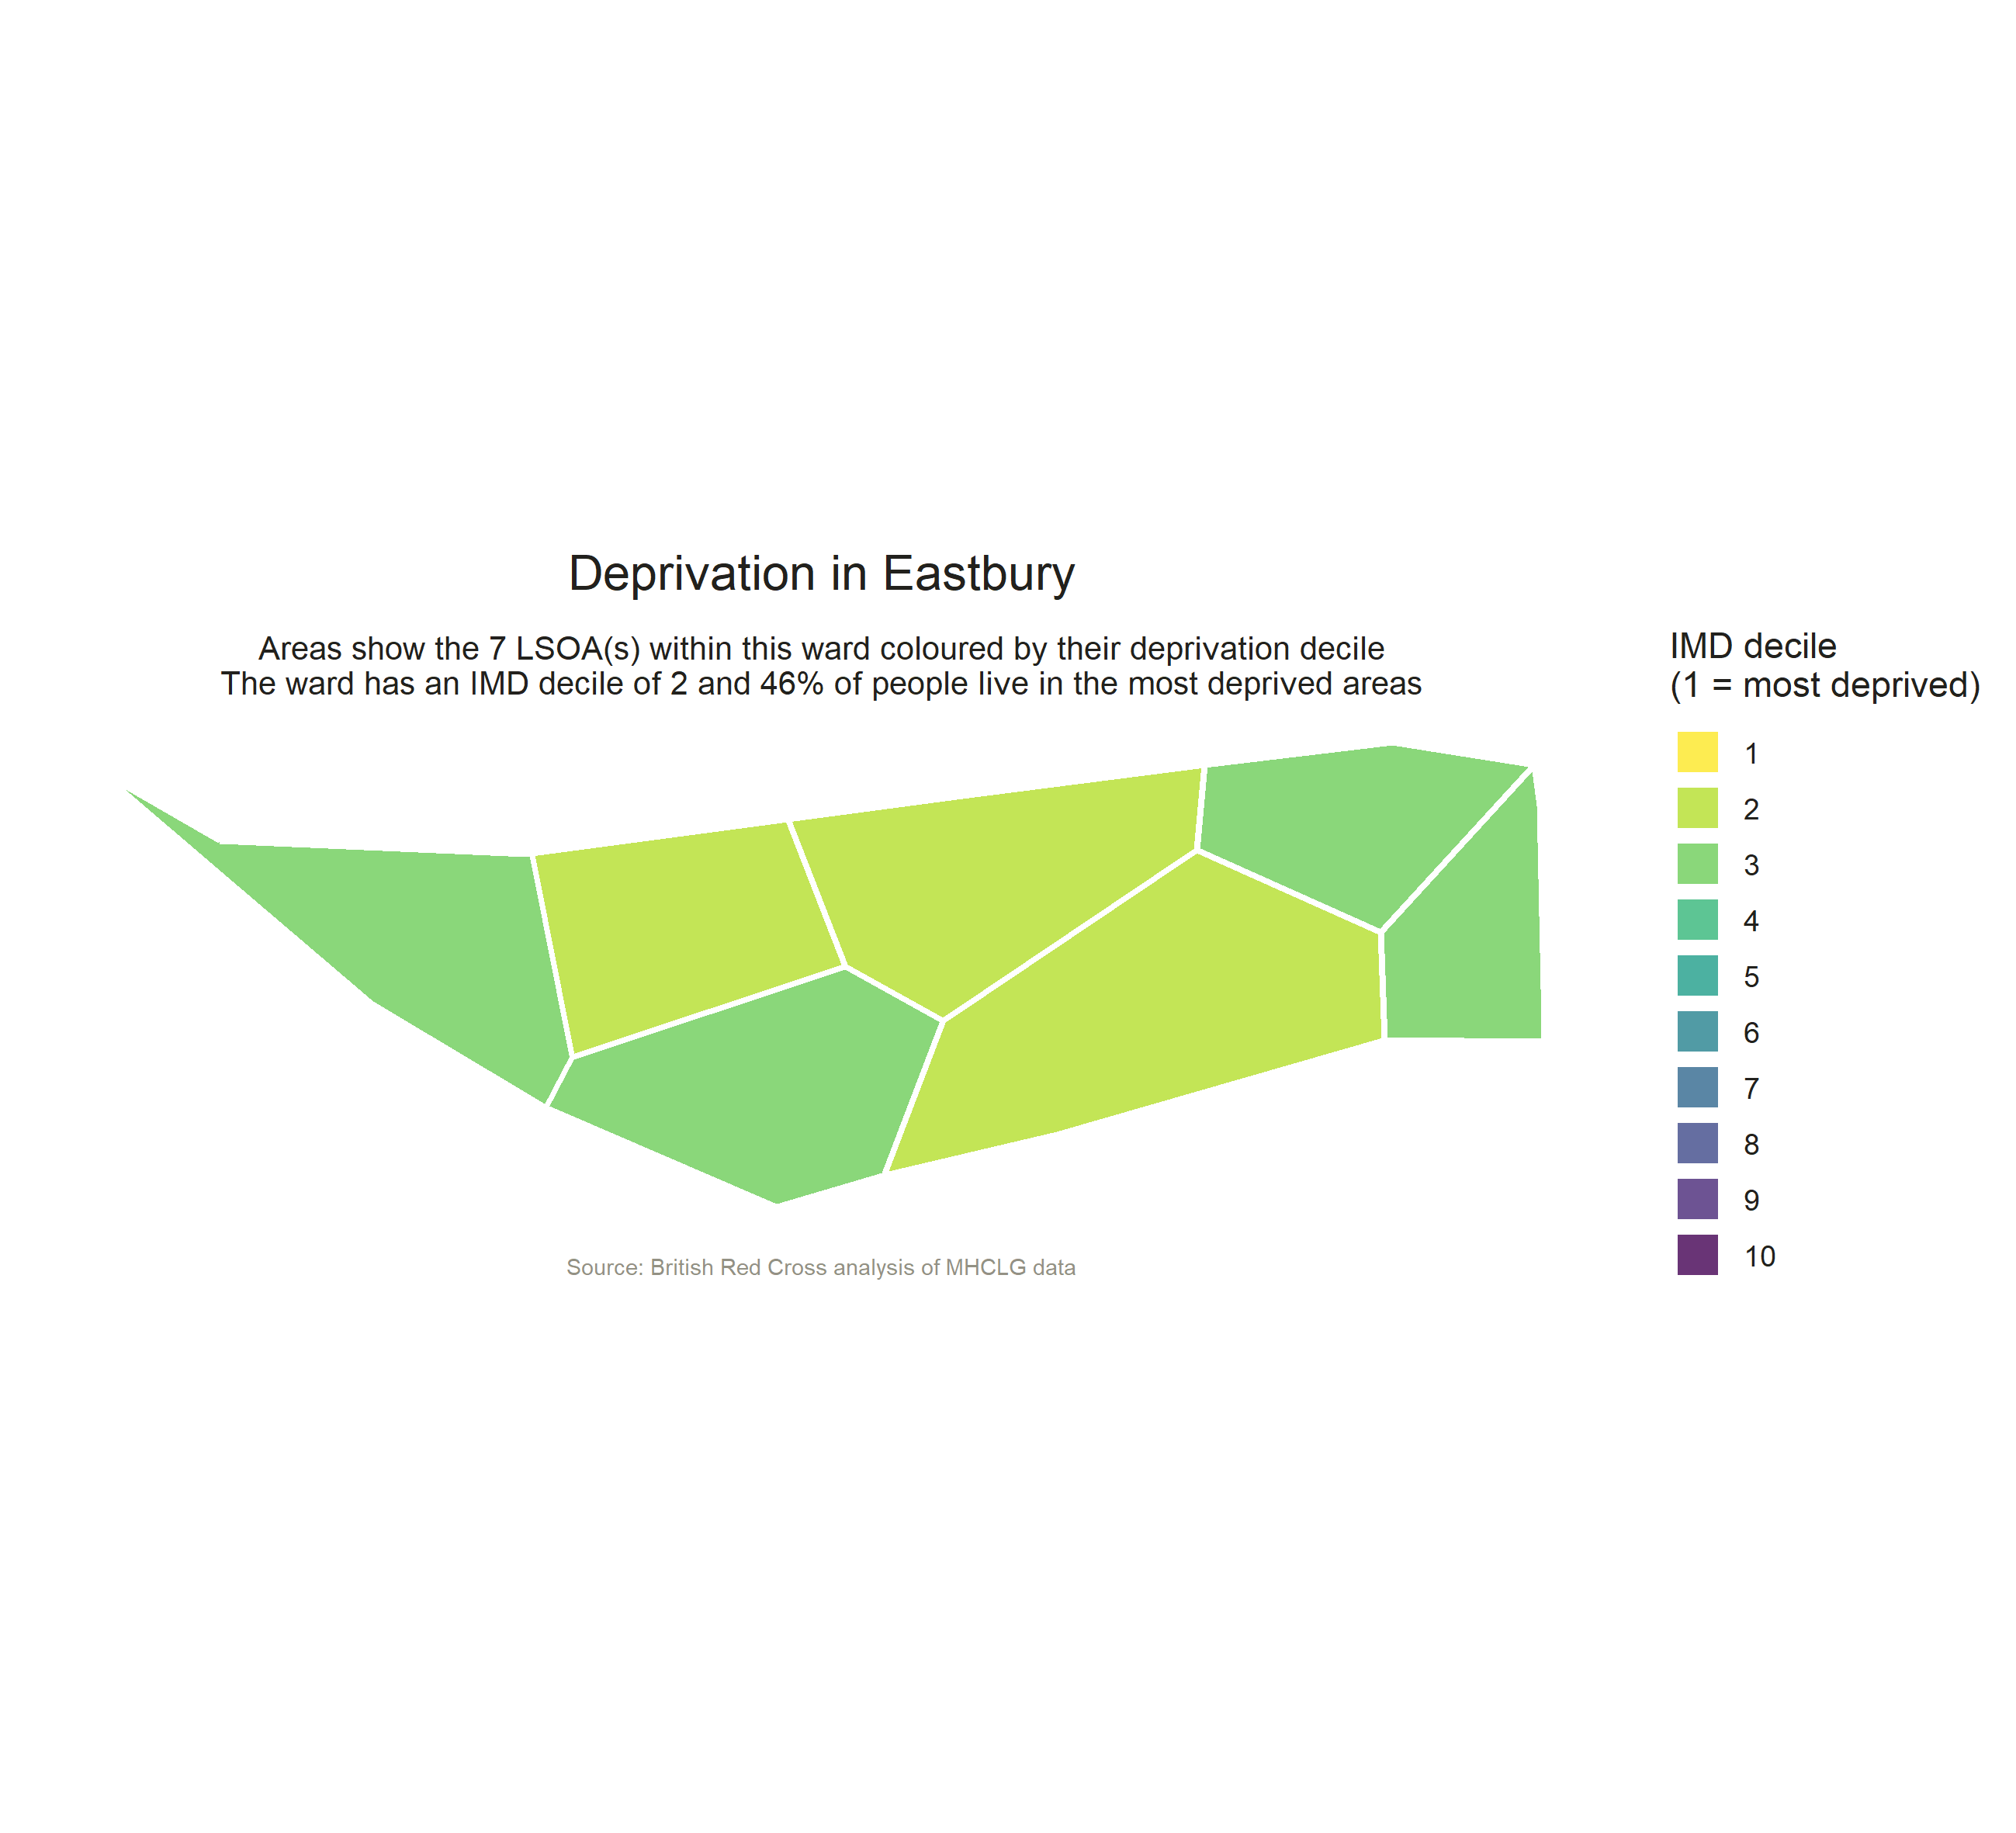 Deprivation in Eastbury
Areas show the 7 LSOA(s) within this ward coloured by their deprivation decile
The ward has an IMD decile of 2 and 46% of people live in the most deprived areas
IMD decile
(1 = most deprived)
1
2
3
4
5
6
7
8
9
10
Source: British Red Cross analysis of MHCLG data